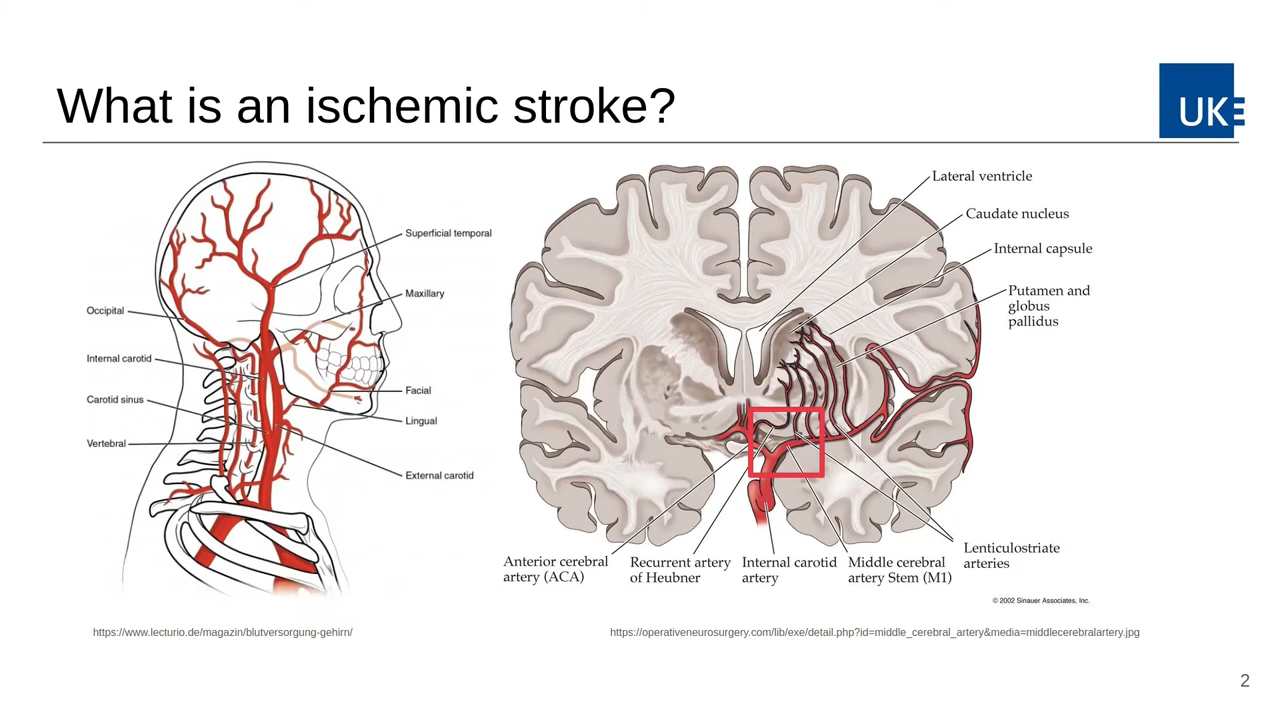 What is an ischemic stroke?
UKE
Superficial temporal
Maxillary
Occipital
Internal carotid
Carotid sinus
Vertebral
Facial
Lingual
External carotid
Lateral ventricle
Caudate nucleus
Internal capsule
Putamen and
globus
pallidus
Anterior cerebral
artery (ACA)
Recurrent artery
of Heubner
Internal carotid
artery
Middle cerebral
artery Stem (M1)
Lenticulostriate
arteries
© 2002 Sinauer Associates, Inc.
https://www.lecturio.de/magazin/blutversorgung-gehirn/
https://operativeneurosurgery.com/lib/exe/detail.php?id=middle_cerebral_artery&media=middlecerebralartery.jpg
2